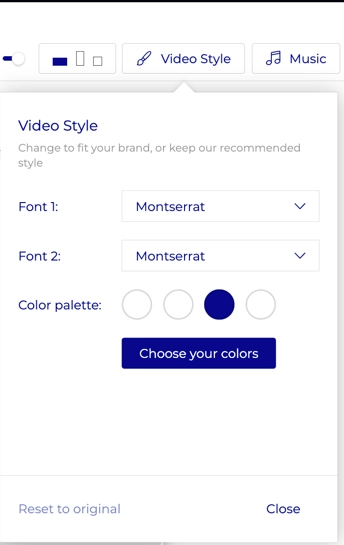 Video Style
Music
Video Style
Change to fit your brand, or keep our recommended
style
Font 1:
Montserrat
Font 2:
Montserrat
Color palette:
Choose your colors
Reset to original
Close